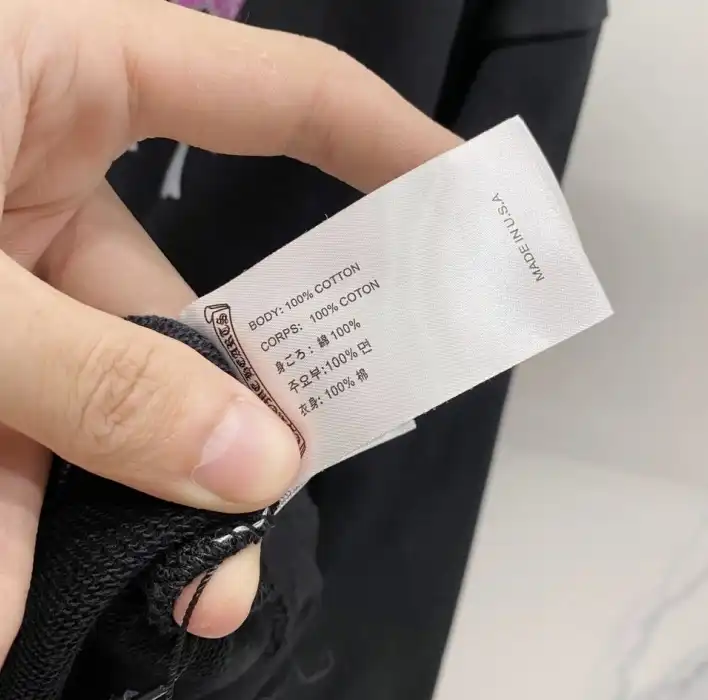 BODY: 100% COTTON
CORPS: 100% COTON
身ごろ: 綿 100%
주요부:100% 면
衣身: 100% 棉
MADE IN U.S.A